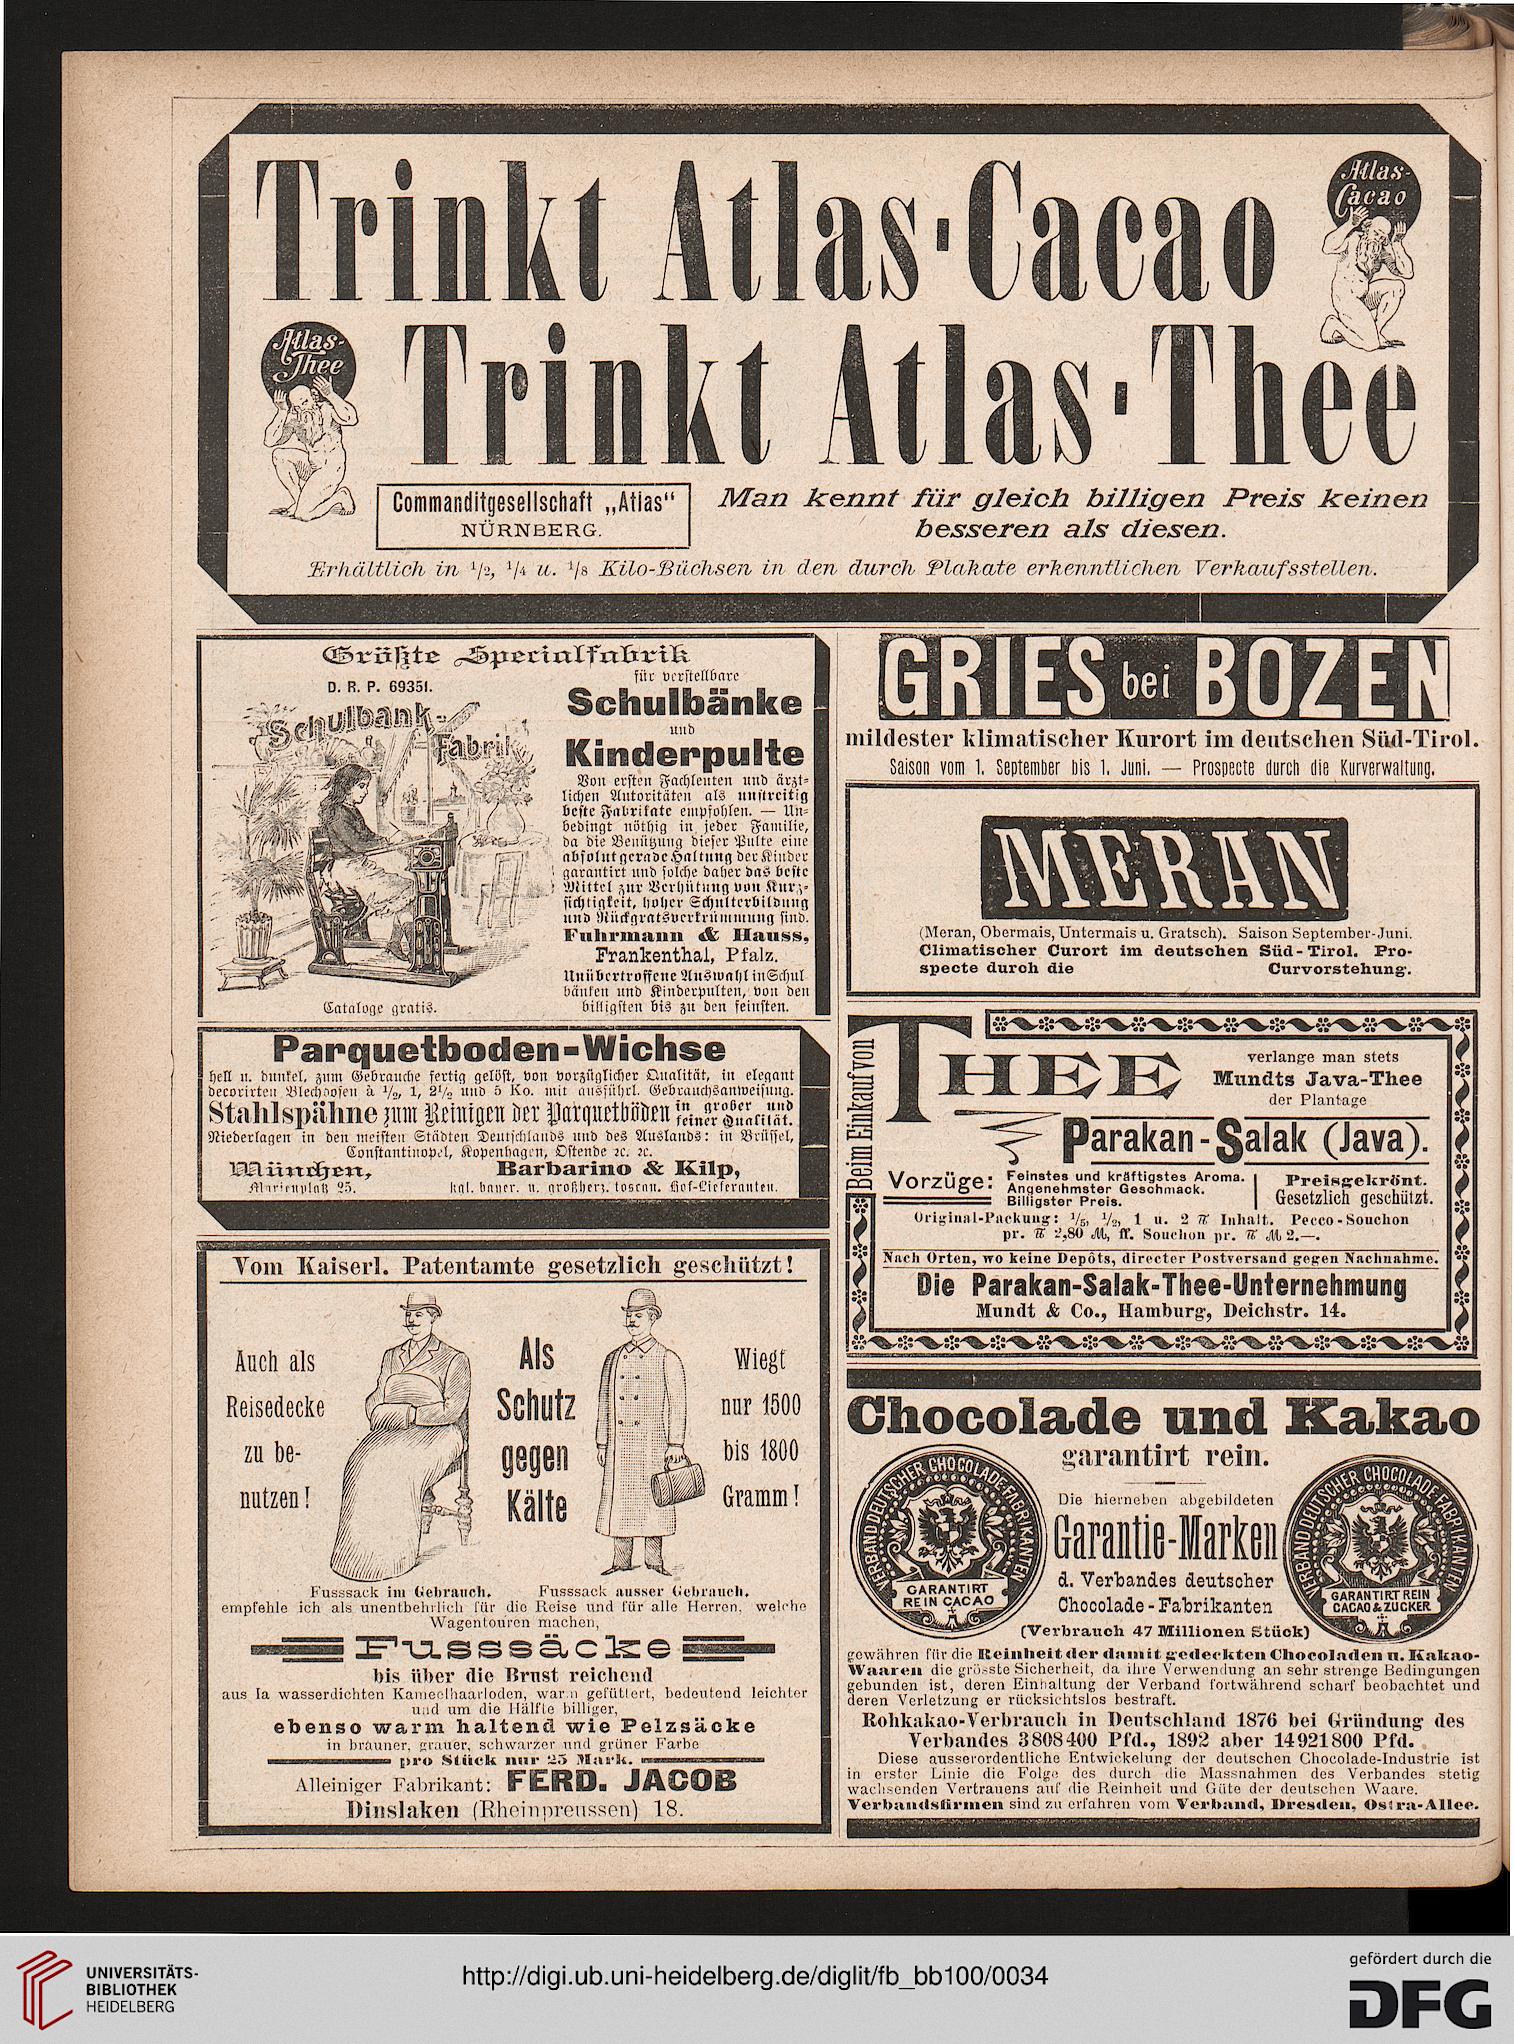 Trinkt Atlas-Cacao
Atlas-
Cacao
Atlas-
Thee
Trinkt Atlas-Thee
Commanditgesellschaft „Atlas“
NÜRNBERG.
Man kennt für gleich billigen Preis keinen
besseren als diesen.
Erhältlich in 1/2, 1/4 u. 1/8 Kilo-Büchsen in den durch Plakate erkenntlichen Verkaufsstellen.
Größte Specialfabrik
D. R. P. 69351.
für verstellbare
Schulbänke
und
Kinderpulte
Schulbank-
Fabrik
Von ersten Fachleuten und ärzt-
lichen Autoritäten als unstreitig
beste Fabrikate empfohlen. — Un-
bedingt nöthig in jeder Familie,
da die Benützung dieser Pulte eine
absolut gerade Haltung der Kinder
garantirt und solche daher das beste
Mittel zur Verhütung von Kurz-
sichtigkeit, hoher Schulterbildung
und Rückgratsverkrümmung sind.
Fuhrmann & Hauss,
Frankenthal, Pfalz.
Unübertroffene Auswahl in Schul
bänken und Kinderpulten, von den
billigsten bis zu den feinsten.
Cataloge gratis.
Parquetboden-Wichse
hell u. dunkel, zum Gebrauche fertig gelöst, von vorzüglicher Qualität, in elegant
decorirten Blechdosen à 1/2, 1, 2 1/2 und 5 Ko. mit ausführl. Gebrauchsanweisung.
Stahlspähne zum Reinigen der Parquetböden in grober und
feiner Qualität.
Niederlagen in den meisten Städten Deutschlands und des Auslands: in Brüssel,
Constantinopel, Kopenhagen, Ostende 2c. 2c.
München,
Marienplatz 25.
Barbarino & Kilp,
kgl. bayer. u. großherz. toscan. Hof-Lieferanten.
Vom Kaiserl. Patentamte gesetzlich geschützt!
Auch als
Reisedecke
zu be-
nutzen!
Als
Schutz
gegen
Kälte
Wiegt
nur 1500
bis 1800
Gramm!
Fusssack im Gebrauch.
Fusssack ausser Gebrauch.
empfehle ich als unentbehrlich für die Reise und für alle Herren, welche
Wagentouren machen,
Fusssäcke
bis über die Brust reichend
aus Ia wasserdichten Kameelhaarloden, warm gefüttert, bedeutend leichter
und um die Hälfte billiger,
ebenso warm haltend wie Pelzsäcke
in brauner, grauer, schwarzer und grüner Farbe
pro Stück nur 25 Mark.
Alleiniger Fabrikant: FERD. JACOB
Dinslaken (Rheinpreussen) 18.
GRIES bei BOZEN
mildester klimatischer Kurort im deutschen Süd-Tirol.
Saison vom 1. September bis 1. Juni. — Prospecte durch die Kurverwaltung.
MERAN
(Meran, Obermais, Untermais u. Gratsch). Saison September-Juni.
Climatischer Curort im deutschen Süd-Tirol. Pro-
specte durch die Curvorstehung.
Beim Einkauf von
THEE
verlange man stets
Mundts Java-Thee
der Plantage
Parakan-Salak (Java).
Vorzüge:
Feinstes und kräftigstes Aroma.
Angenehmster Geschmack.
Billigster Preis.
Preisgekrönt.
Gesetzlich geschützt.
Original-Packung: 1/5, 1/2, 1 u. 2 ℔ Inhalt. Pecco-Souchon
pr. ℔ 2,80 ℳ, ff. Souchon pr. ℔ ℳ 2.—.
Nach Orten, wo keine Depôts, directer Postversand gegen Nachnahme.
Die Parakan-Salak-Thee-Unternehmung
Mundt & Co., Hamburg, Deichstr. 14.
Chocolade und Kakao
garantirt rein.
VERBAND DEUTSCHER CHOCOLADE-FABRIKANTEN
GARANTIRT
REIN CACAO
Die hierneben abgebildeten
Garantie-Marken
d. Verbandes deutscher
Chocolade-Fabrikanten
(Verbrauch 47 Millionen Stück)
VERBAND DEUTSCHER CHOCOLADE FABRIKANTEN
GARANTIRT REIN
CACAO & ZUCKER
gewähren für die Reinheit der damit gedeckten Chocoladen u. Kakao-
Waaren die grösste Sicherheit, da ihre Verwendung an sehr strenge Bedingungen
gebunden ist, deren Einhaltung der Verband fortwährend scharf beobachtet und
deren Verletzung er rücksichtslos bestraft.
Rohkakao-Verbrauch in Deutschland 1876 bei Gründung des
Verbandes 3 808 400 Pfd., 1892 aber 14 921 800 Pfd.
Diese ausserordentliche Entwickelung der deutschen Chocolade-Industrie ist
in erster Linie die Folge des durch die Massnahmen des Verbandes stetig
wachsenden Vertrauens auf die Reinheit und Güte der deutschen Waare.
Verbandsfirmen sind zu erfahren vom Verband, Dresden, Ostra-Allee.
UNIVERSITÄTS-
BIBLIOTHEK
HEIDELBERG
http://digi.ub.uni-heidelberg.de/diglit/fb_bb100/0034
gefördert durch die
DFG